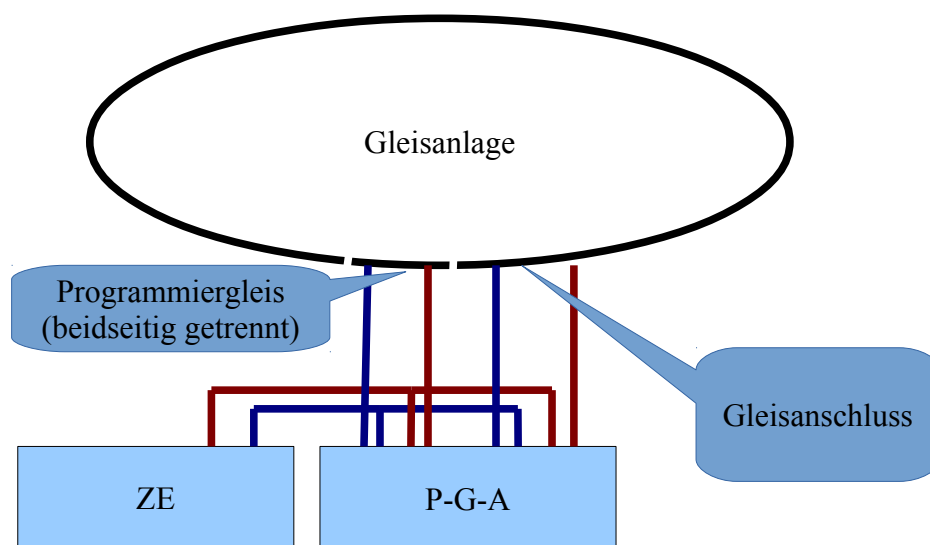 Gleisanlage
Programmiergleis
(beidseitig getrennt)
Gleisanschluss
ZE
P-G-A